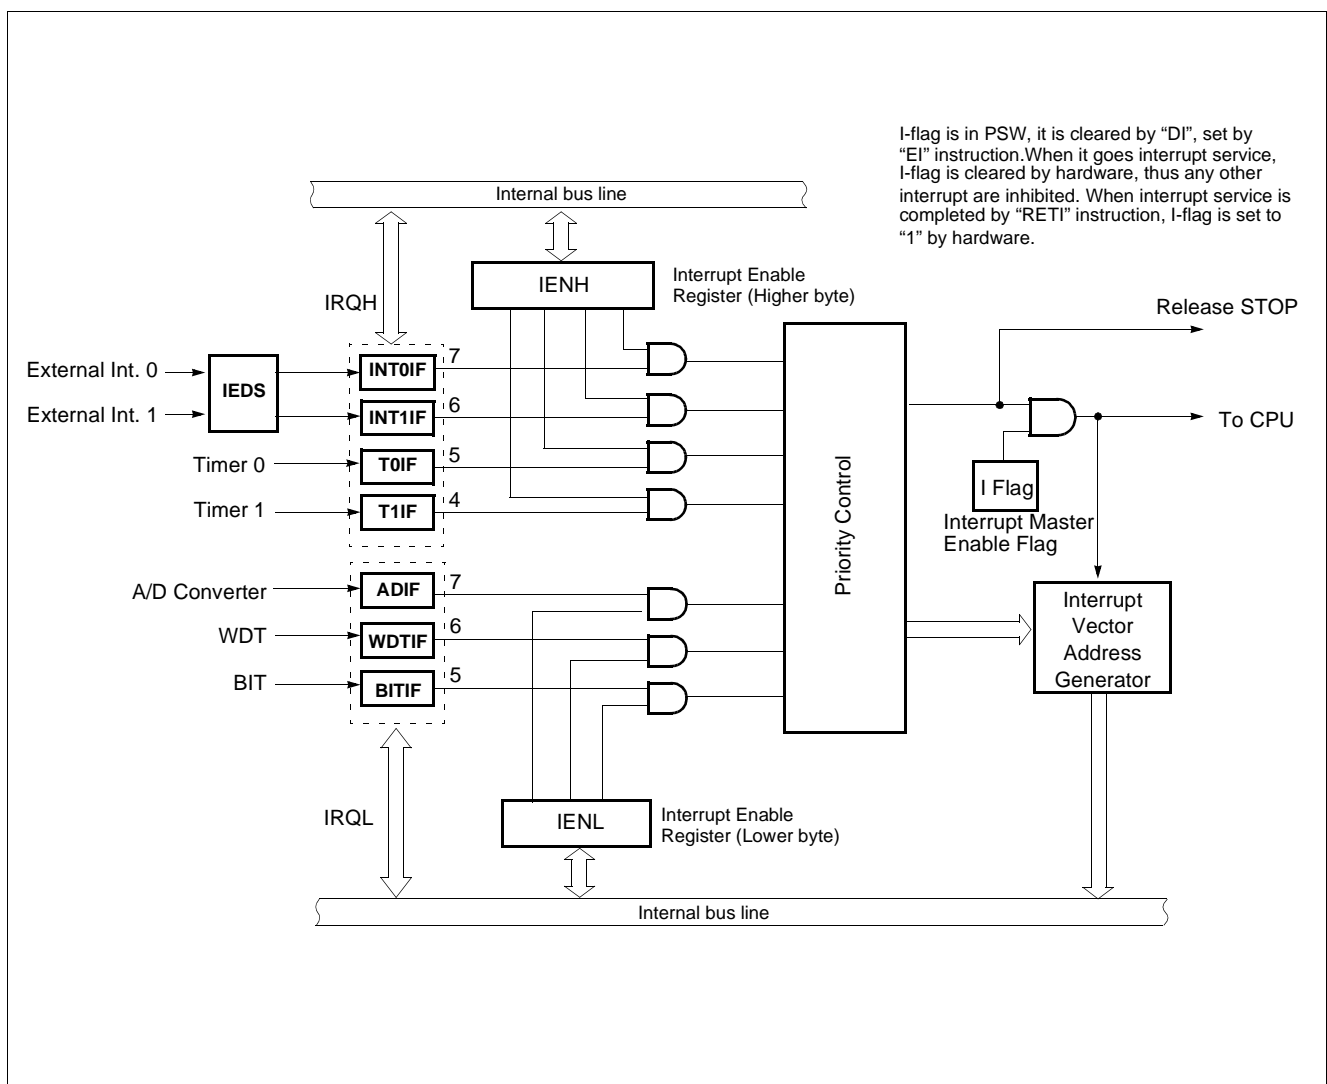 I-flag is in PSW, it is cleared by “DI”, set by
“EI” instruction.When it goes interrupt service,
I-flag is cleared by hardware, thus any other
interrupt are inhibited. When interrupt service is
completed by “RETI” instruction, I-flag is set to
“1” by hardware.
Internal bus line
IENH
Interrupt Enable
Register (Higher byte)
IRQH
Release STOP
External Int. 0
IEDS
INT0IF
7
External Int. 1
INT1IF
6
To CPU
Timer 0
T0IF
5
Timer 1
T1IF
4
Priority Control
I Flag
Interrupt Master
Enable Flag
A/D Converter
ADIF
7
WDT
WDTIF
6
BIT
BITIF
5
Interrupt
Vector
Address
Generator
IRQL
IENL
Interrupt Enable
Register (Lower byte)
Internal bus line